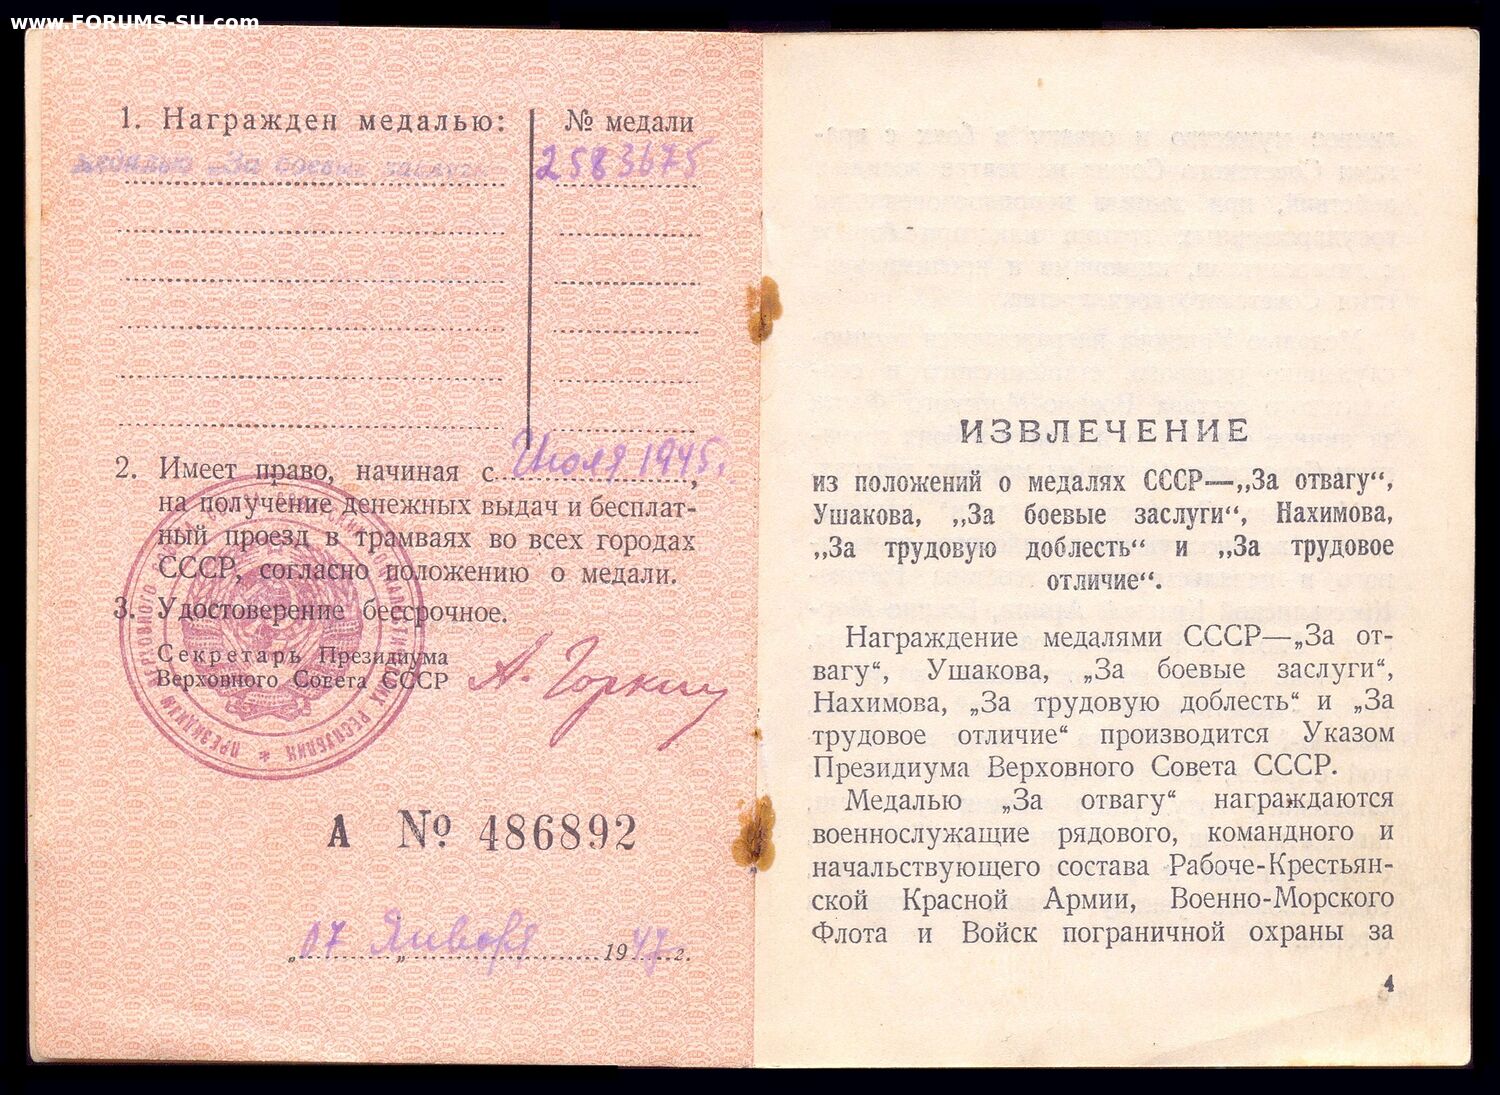 www.FORUMS-SU.com
1. Награжден медалью:
№ медали
медалью „За боевые заслуги“
2583675
2. Имеет право, начиная с Июля 1945.,
на получение денежных выдач и бесплат-
ный проезд в трамваях во всех городах
СССР, согласно положению о медали.
3. Удостоверение бессрочное.
Секретарь Президиума
Верховного Совета СССР
А. Горкин
А № 486892
„07„ Января 1947 г.
ИЗВЛЕЧЕНИЕ
из положений о медалях СССР—„За отвагу“,
Ушакова, „За боевые заслуги“, Нахимова,
„За трудовую доблесть“ и „За трудовое
отличие“.
Награждение медалями СССР—„За от-
вагу“, Ушакова, „За боевые заслуги“,
Нахимова, „За трудовую доблесть“ и „За
трудовое отличие“ производится Указом
Президиума Верховного Совета СССР.
Медалью „За отвагу“ награждаются
военнослужащие рядового, командного и
начальствующего состава Рабоче-Крестьян-
ской Красной Армии, Военно-Морского
Флота и Войск пограничной охраны за
4